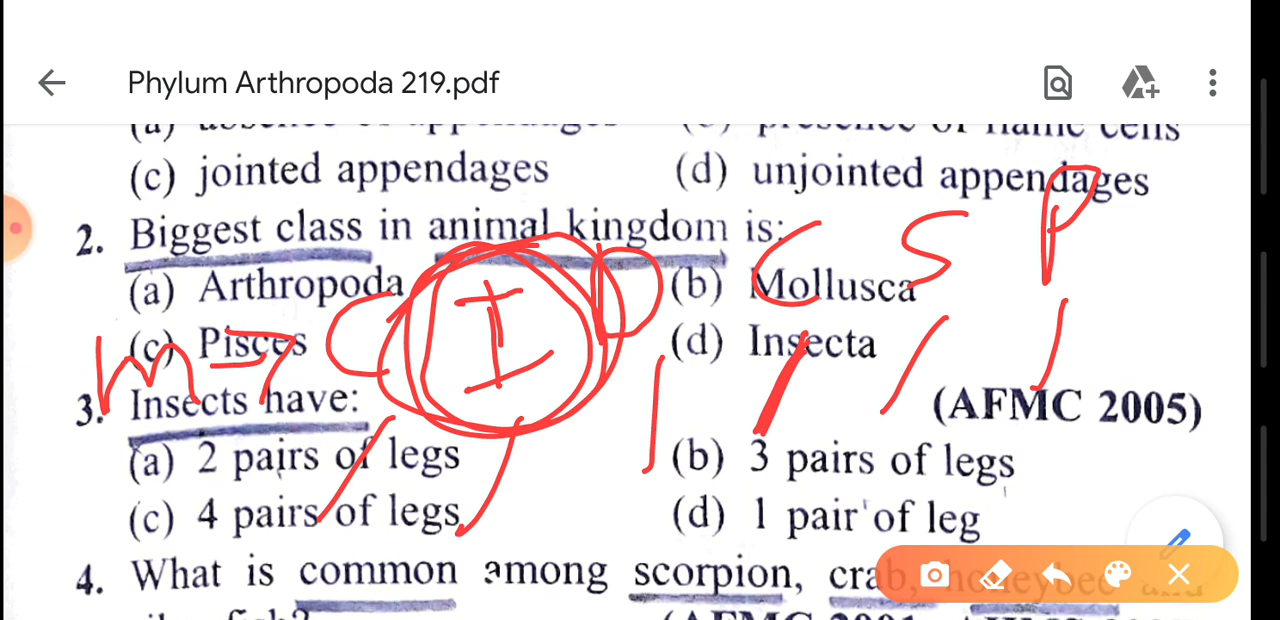 Phylum Arthropoda 219.pdf
(c) jointed appendages (d) unjointed appendages
2. Biggest class in animal kingdom is:
(a) Arthropoda (b) Mollusca
(c) Pisces (d) Insecta
3. Insects have: (AFMC 2005)
(a) 2 pairs of legs (b) 3 pairs of legs
(c) 4 pairs of legs (d) 1 pair of leg
4. What is common among scorpion, crab, honeybee and
M → C I D C S P